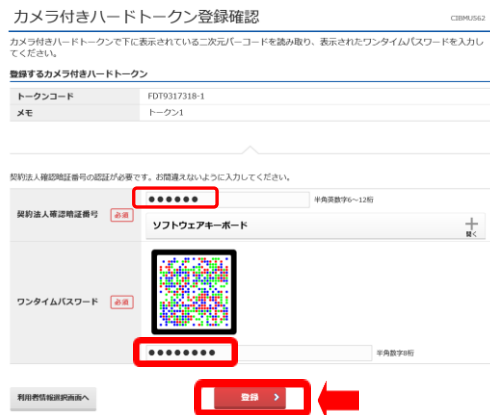 カメラ付きハードトークン登録確認
CIBMU562
カメラ付きハードトークンで下に表示されている二次元バーコードを読み取り、表示されたワンタイムパスワードを入力し
てください。
登録するカメラ付きハードトークン
トークンコード FDT9317318-1
メモ トークン1
契約法人確認暗証番号の認証が必要です。お間違えないように入力してください。
契約法人確認暗証番号 必須 ●●●●●● 半角英数字6～12桁
ソフトウェアキーボード 開く
ワンタイムパスワード 必須
●●●●●●●● 半角数字8桁
利用者情報選択画面へ
登録